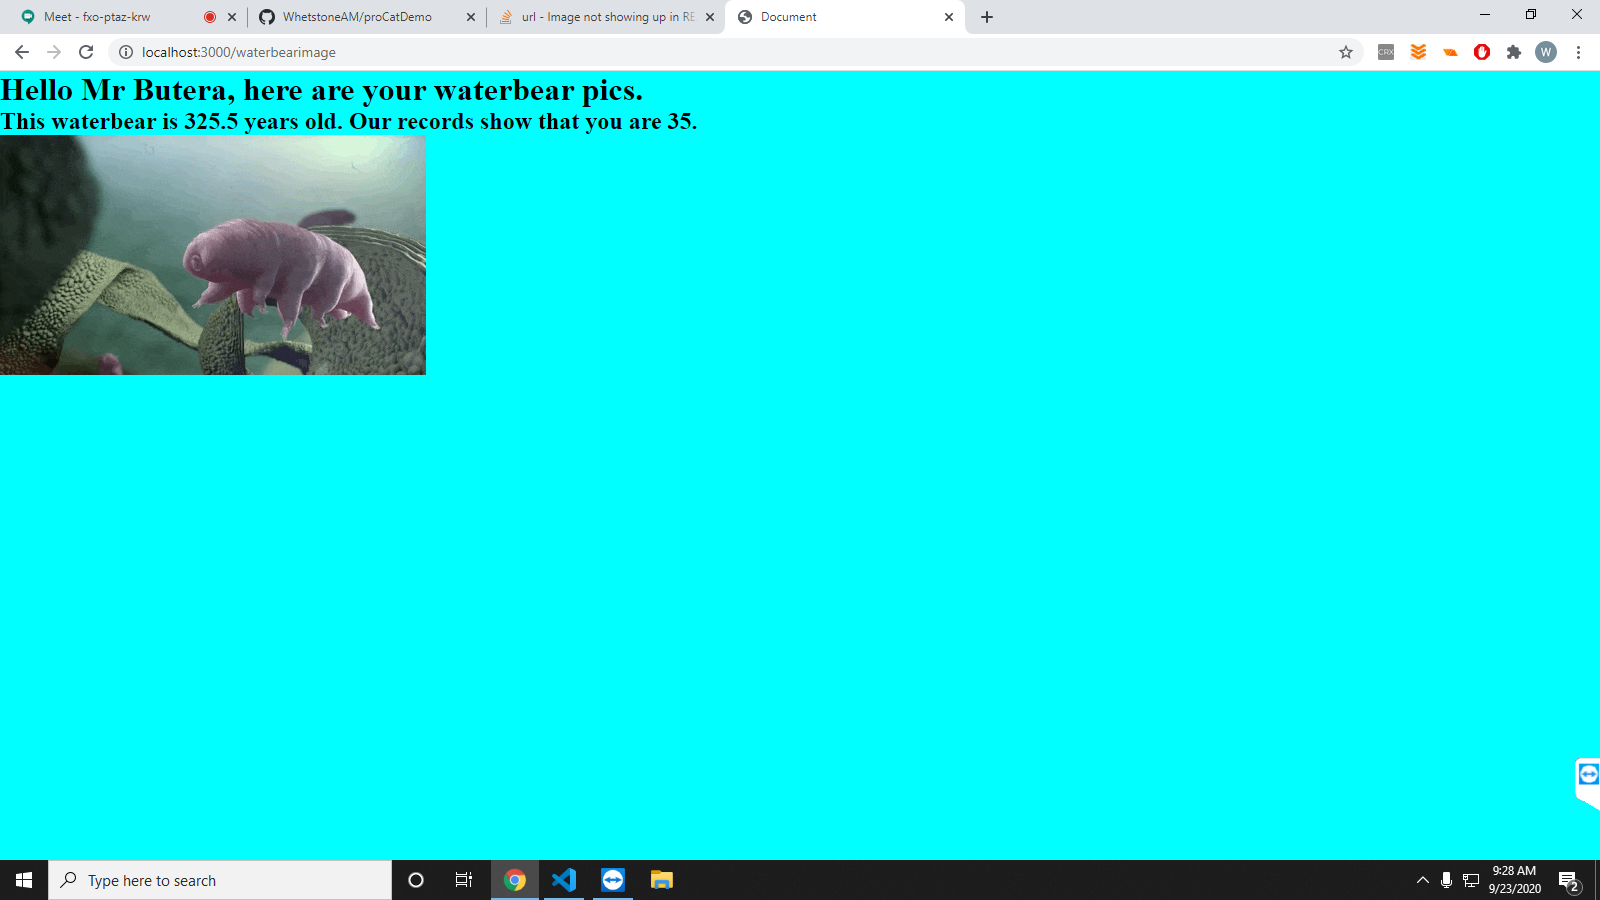 Meet - fxo-ptaz-krw
WhetstoneAM/proCatDemo
url - Image not showing up in RE
Document
localhost:3000/waterbearimage
CRX
W
Hello Mr Butera, here are your waterbear pics.
This waterbear is 325.5 years old. Our records show that you are 35.
Type here to search
9:28 AM
9/23/2020
2